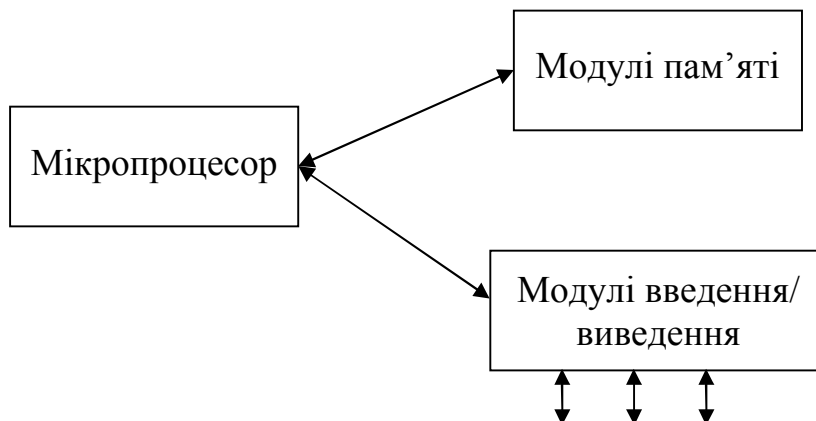 Модулі пам’яті
Мікропроцесор
Модулі введення/
виведення